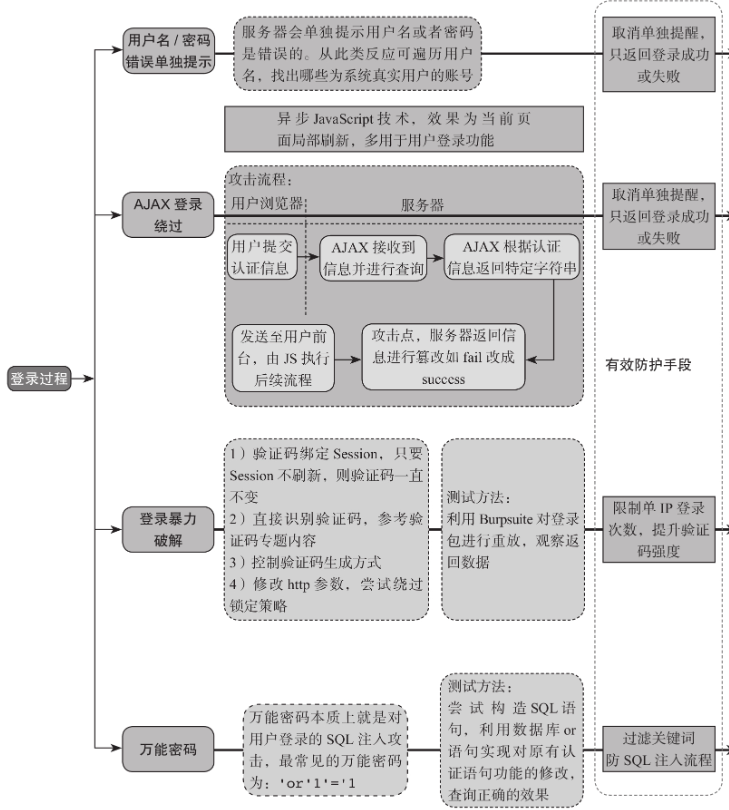 用户名 / 密码
错误单独提示
服务器会单独提示用户名或者密码
是错误的。从此类反应可遍历用户
名，找出哪些为系统真实用户的账号
取消单独提醒，
只返回登录成功
或失败
异步 JavaScript 技术，效果为当前页
面局部刷新，多用于用户登录功能
AJAX 登录
绕过
攻击流程：
用户浏览器
服务器
用户提交
认证信息
AJAX 接收到
信息并进行查询
AJAX 根据认证
信息返回特定字符串
发送至用户前
台，由 JS 执行
后续流程
攻击点，服务器返回信
息进行篡改如 fail 改成
success
取消单独提醒，
只返回登录成功
或失败
登录过程
有效防护手段
登录暴力
破解
1）验证码绑定 Session，只要
Session 不刷新，则验证码一直
不变
2）直接识别验证码，参考验
证码专题内容
3）控制验证码生成方式
4）修改 http 参数，尝试绕过
锁定策略
测试方法：
利用 Burpsuite 对登录
包进行重放，观察返
回数据
限制单 IP 登录
次数，提升验证
码强度
万能密码
万能密码本质上就是对
用户登录的 SQL 注入攻
击，最常见的万能密码
为：'or'1'='1
测试方法：
尝试构造SQL语
句，利用数据库 or
语句实现对原有认
证语句功能的修改，
查询正确的效果
过滤关键词
防 SQL 注入流程